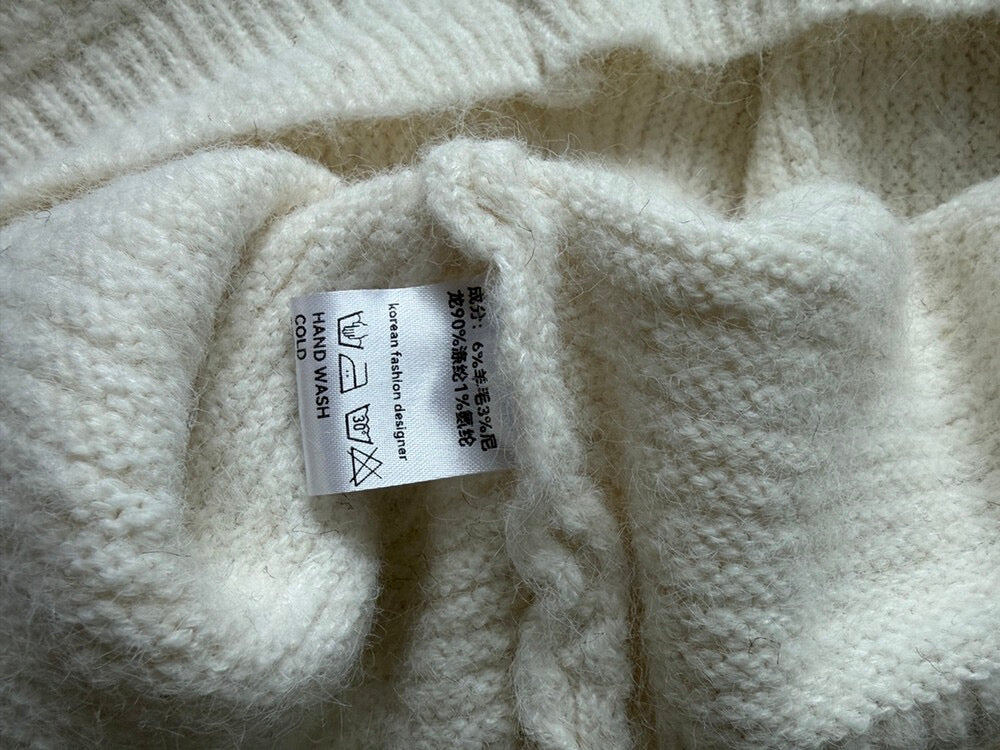 成分：6%羊毛3%尼
龙90%涤纶1%氨纶
korean fashion designer
30°
HAND WASH
COLD